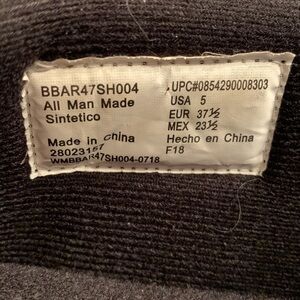 BBAR47SH004
All Man Made
Sintetico
Made in China
28023157
WMBBAR47SH004-0718
UPC#0854290008303
USA 5
EUR 37½
MEX 23½
Hecho en China
F18